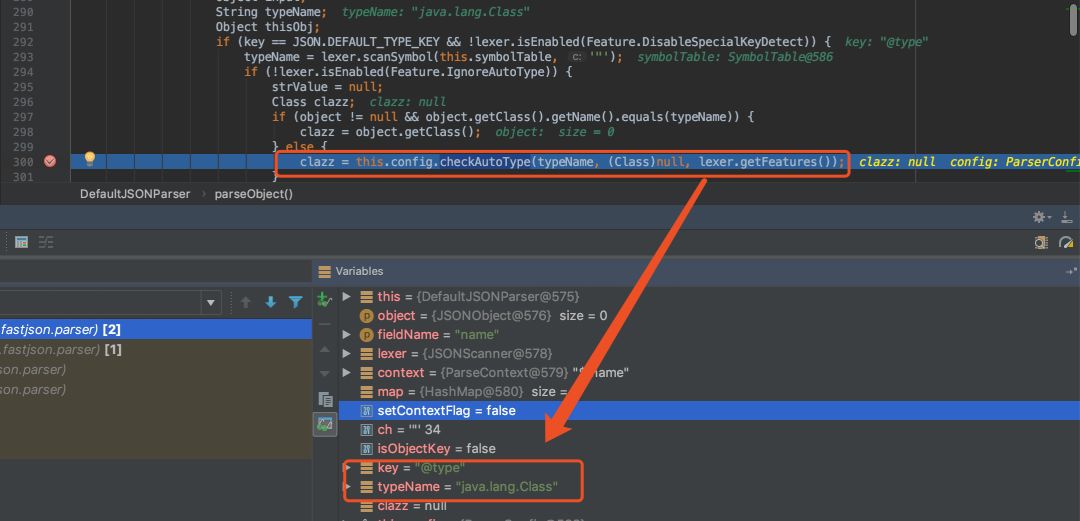 290
String typeName; typeName: "java.lang.Class"
291 Object thisObj;
292 if (key == JSON.DEFAULT_TYPE_KEY && !lexer.isEnabled(Feature.DisableSpecialKeyDetect)) { key: "@type"
293 typeName = lexer.scanSymbol(this.symbolTable, c: '"'); symbolTable: SymbolTable@586
294 if (!lexer.isEnabled(Feature.IgnoreAutoType)) {
295 strValue = null;
296 Class clazz; clazz: null
297 if (object != null && object.getClass().getName().equals(typeName)) {
298 clazz = object.getClass(); object: size = 0
299 } else {
300 clazz = this.config.checkAutoType(typeName, (Class)null, lexer.getFeatures()); clazz: null config: ParserConfi
301 }
DefaultJSONParser › parseObject()
Variables
this = {DefaultJSONParser@575}
object = {JSONObject@576} size = 0
fieldName = "name"
fastjson.parser) [2]
lexer = {JSONScanner@578}
.fastjson.parser) [1]
context = {ParseContext@579} "$.name"
son.parser)
map = {HashMap@580} size =
son.parser)
setContextFlag = false
ch = '"' 34
isObjectKey = false
key = "@type"
typeName = "java.lang.Class"
clazz = null